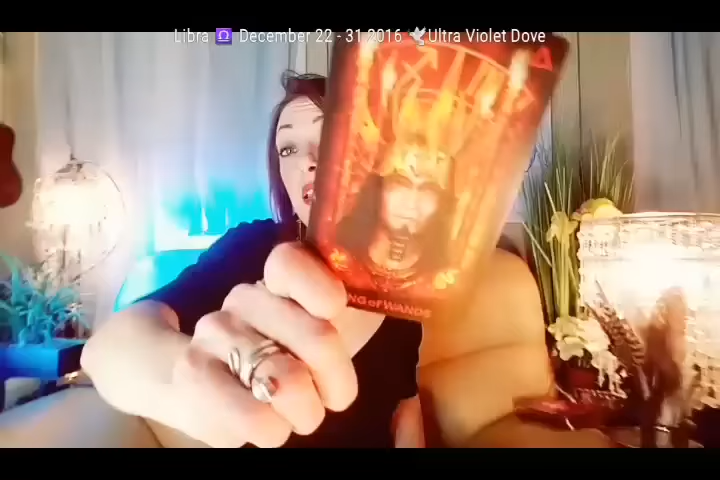 Libra ♎ December 22 - 31 2016 🕊Ultra Violet Dove
NG of WANDS